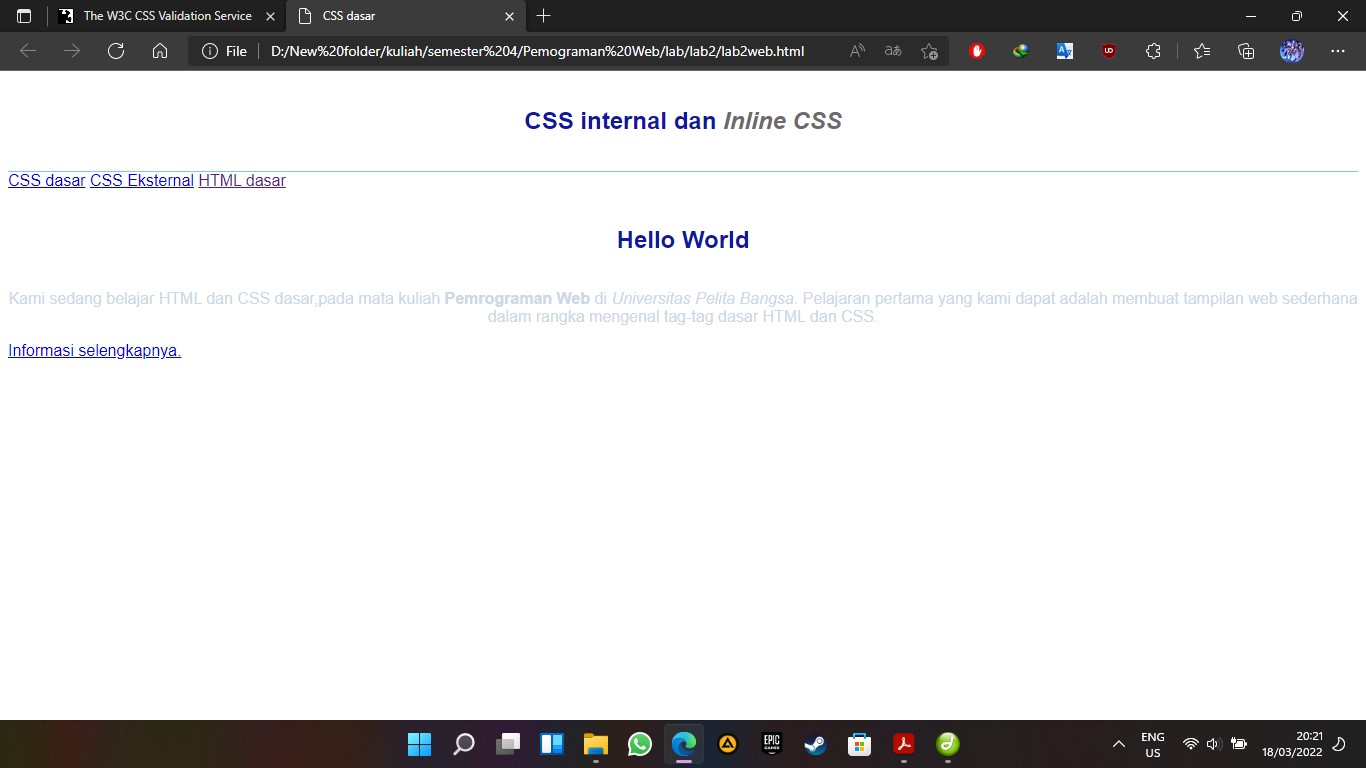 The W3C CSS Validation Service
CSS dasar
File
D:/New%20folder/kuliah/semester%204/Pemograman%20Web/lab/lab2/lab2web.html
CSS internal dan Inline CSS
CSS dasar CSS Eksternal HTML dasar
Hello World
Kami sedang belajar HTML dan CSS dasar,pada mata kuliah Pemrograman Web di Universitas Pelita Bangsa. Pelajaran pertama yang kami dapat adalah membuat tampilan web sederhana
dalam rangka mengenal tag-tag dasar HTML dan CSS.
Informasi selengkapnya.
EPIC
GAMES
ENG
US
20:21
18/03/2022